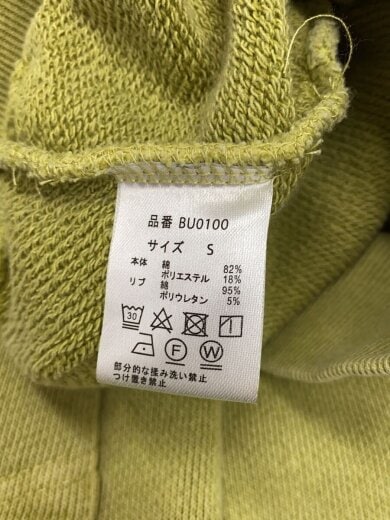 品番 BU0100
サイズ S
本体 綿 82%
ポリエステル 18%
リブ 綿 95%
ポリウレタン 5%
30
F W
部分的な揉み洗い禁止
つけ置き禁止